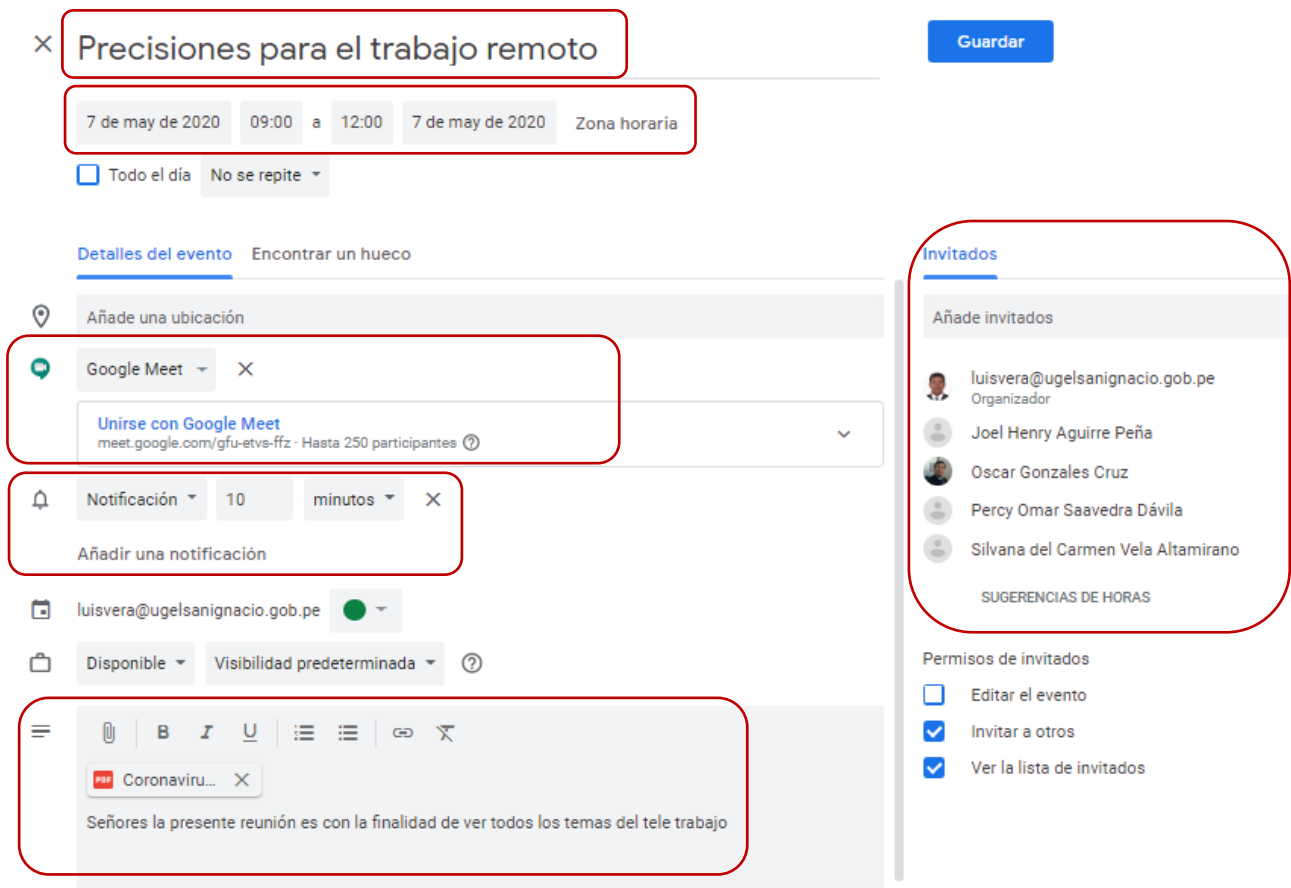 Precisiones para el trabajo remoto
Guardar
7 de may de 2020 09:00 a 12:00 7 de may de 2020 Zona horaria
Todo el día No se repite
Detalles del evento Encontrar un hueco
Añade una ubicación
Google Meet
Unirse con Google Meet
meet.google.com/gfu-etvs-ffz · Hasta 250 participantes
Notificación 10 minutos
Añadir una notificación
luisvera@ugelsanignacio.gob.pe
Disponible Visibilidad predeterminada
B I U
PDF Coronaviru...
Señores la presente reunión es con la finalidad de ver todos los temas del tele trabajo
Invitados
Añade invitados
luisvera@ugelsanignacio.gob.pe
Organizador
Joel Henry Aguirre Peña
Oscar Gonzales Cruz
Percy Omar Saavedra Dávila
Silvana del Carmen Vela Altamirano
SUGERENCIAS DE HORAS
Permisos de invitados
Editar el evento
Invitar a otros
Ver la lista de invitados